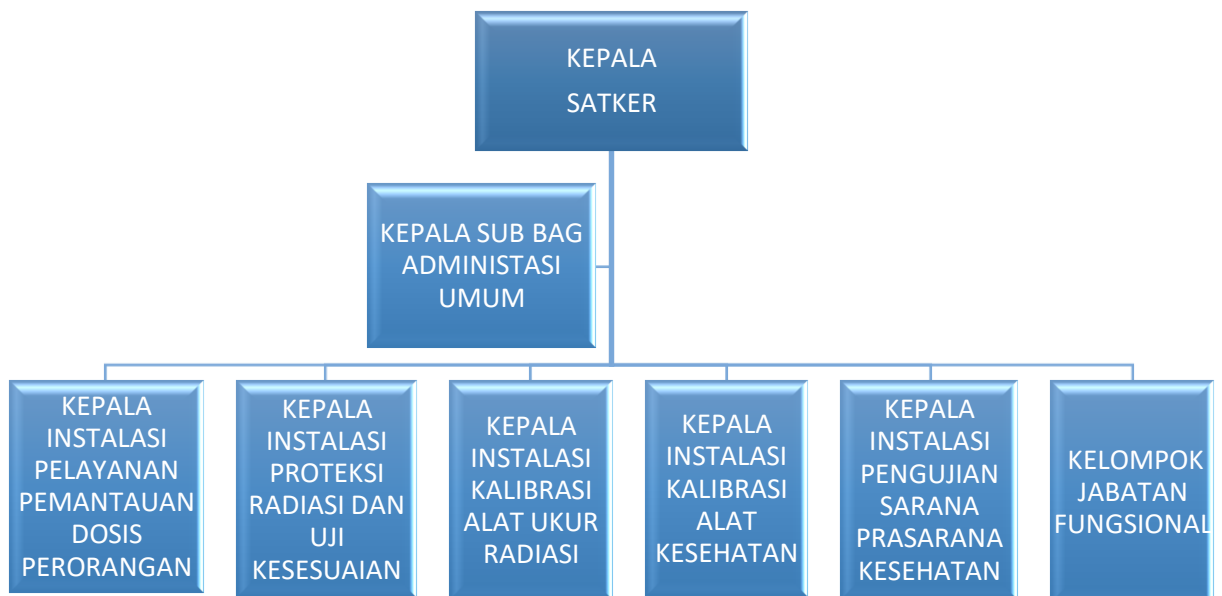 KEPALA
SATKER
KEPALA SUB BAG
ADMINISTASI
UMUM
KEPALA
INSTALASI
PELAYANAN
PEMANTAUAN
DOSIS
PERORANGAN
KEPALA
INSTALASI
PROTEKSI
RADIASI DAN
UJI
KESESUAIAN
KEPALA
INSTALASI
KALIBRASI
ALAT UKUR
RADIASI
KEPALA
INSTALASI
KALIBRASI
ALAT
KESEHATAN
KEPALA
INSTALASI
PENGUJIAN
SARANA
PRASARANA
KESEHATAN
KELOMPOK
JABATAN
FUNGSIONAL